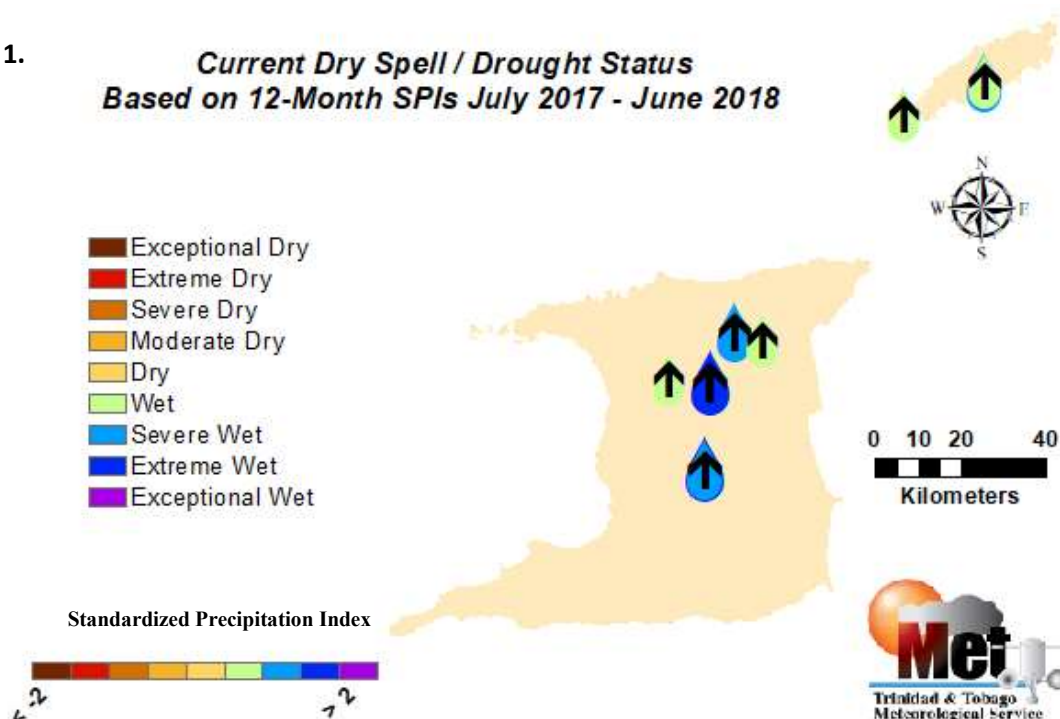 1.
Current Dry Spell / Drought Status
Based on 12-Month SPIs July 2017 - June 2018
N
W E
S
Exceptional Dry
Extreme Dry
Severe Dry
Moderate Dry
Dry
Wet
Severe Wet
Extreme Wet
Exceptional Wet
0 10 20 40
Kilometers
Standardized Precipitation Index
< -2
> 2
Met
Trinidad & Tobago
Meteorological Service